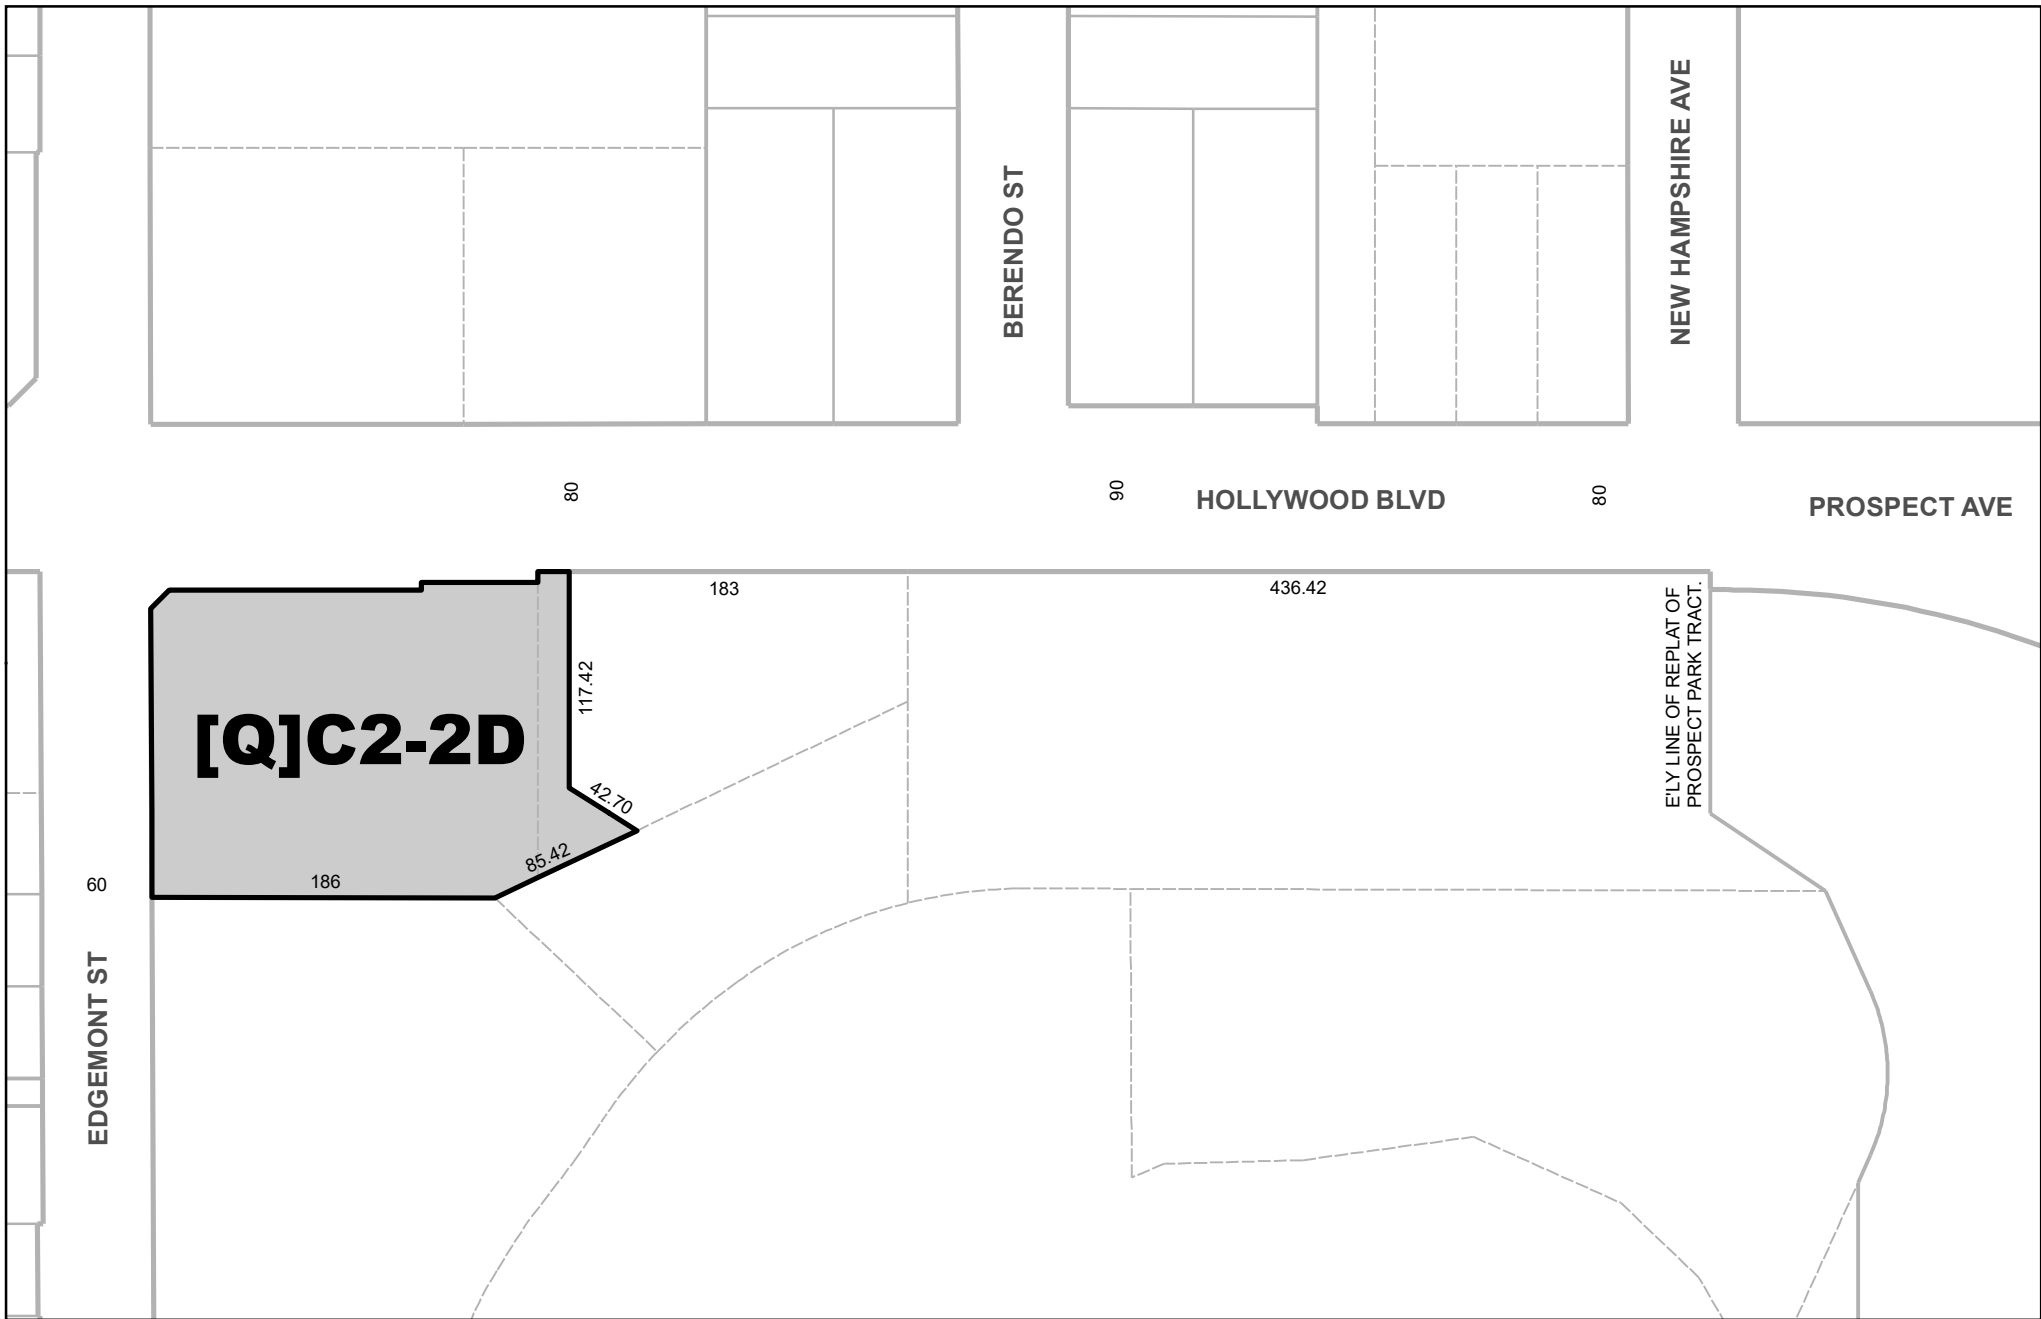 NEW HAMPSHIRE AVE
BERENDO ST
80
90
HOLLYWOOD BLVD
80
PROSPECT AVE
183
436.42
E'LY LINE OF REPLAT OF
PROSPECT PARK TRACT.
117.42
[Q]C2-2D
42.70
85.42
186
60
EDGEMONT ST